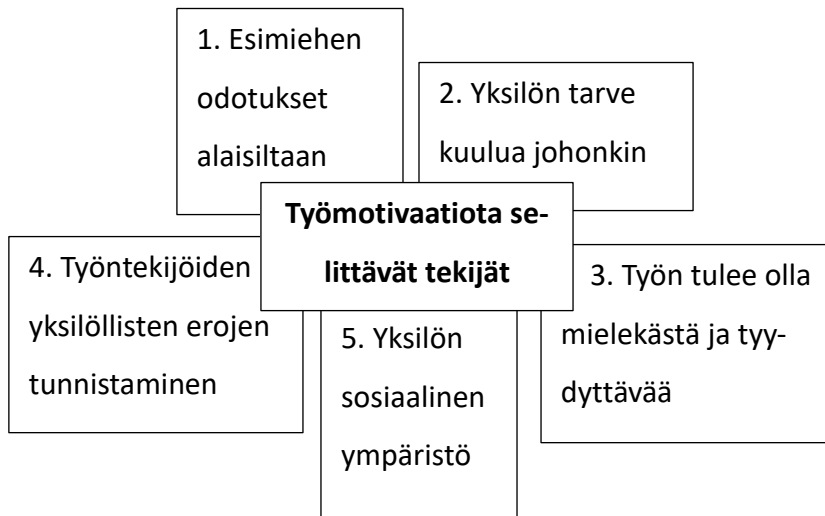 1. Esimiehen
odotukset
alaisiltaan
2. Yksilön tarve
kuulua johonkin
Työmotivaatiota se-
littävät tekijät
3. Työn tulee olla
mielekästä ja tyy-
dyttävää
4. Työntekijöiden
yksilöllisten erojen
tunnistaminen
5. Yksilön
sosiaalinen
ympäristö